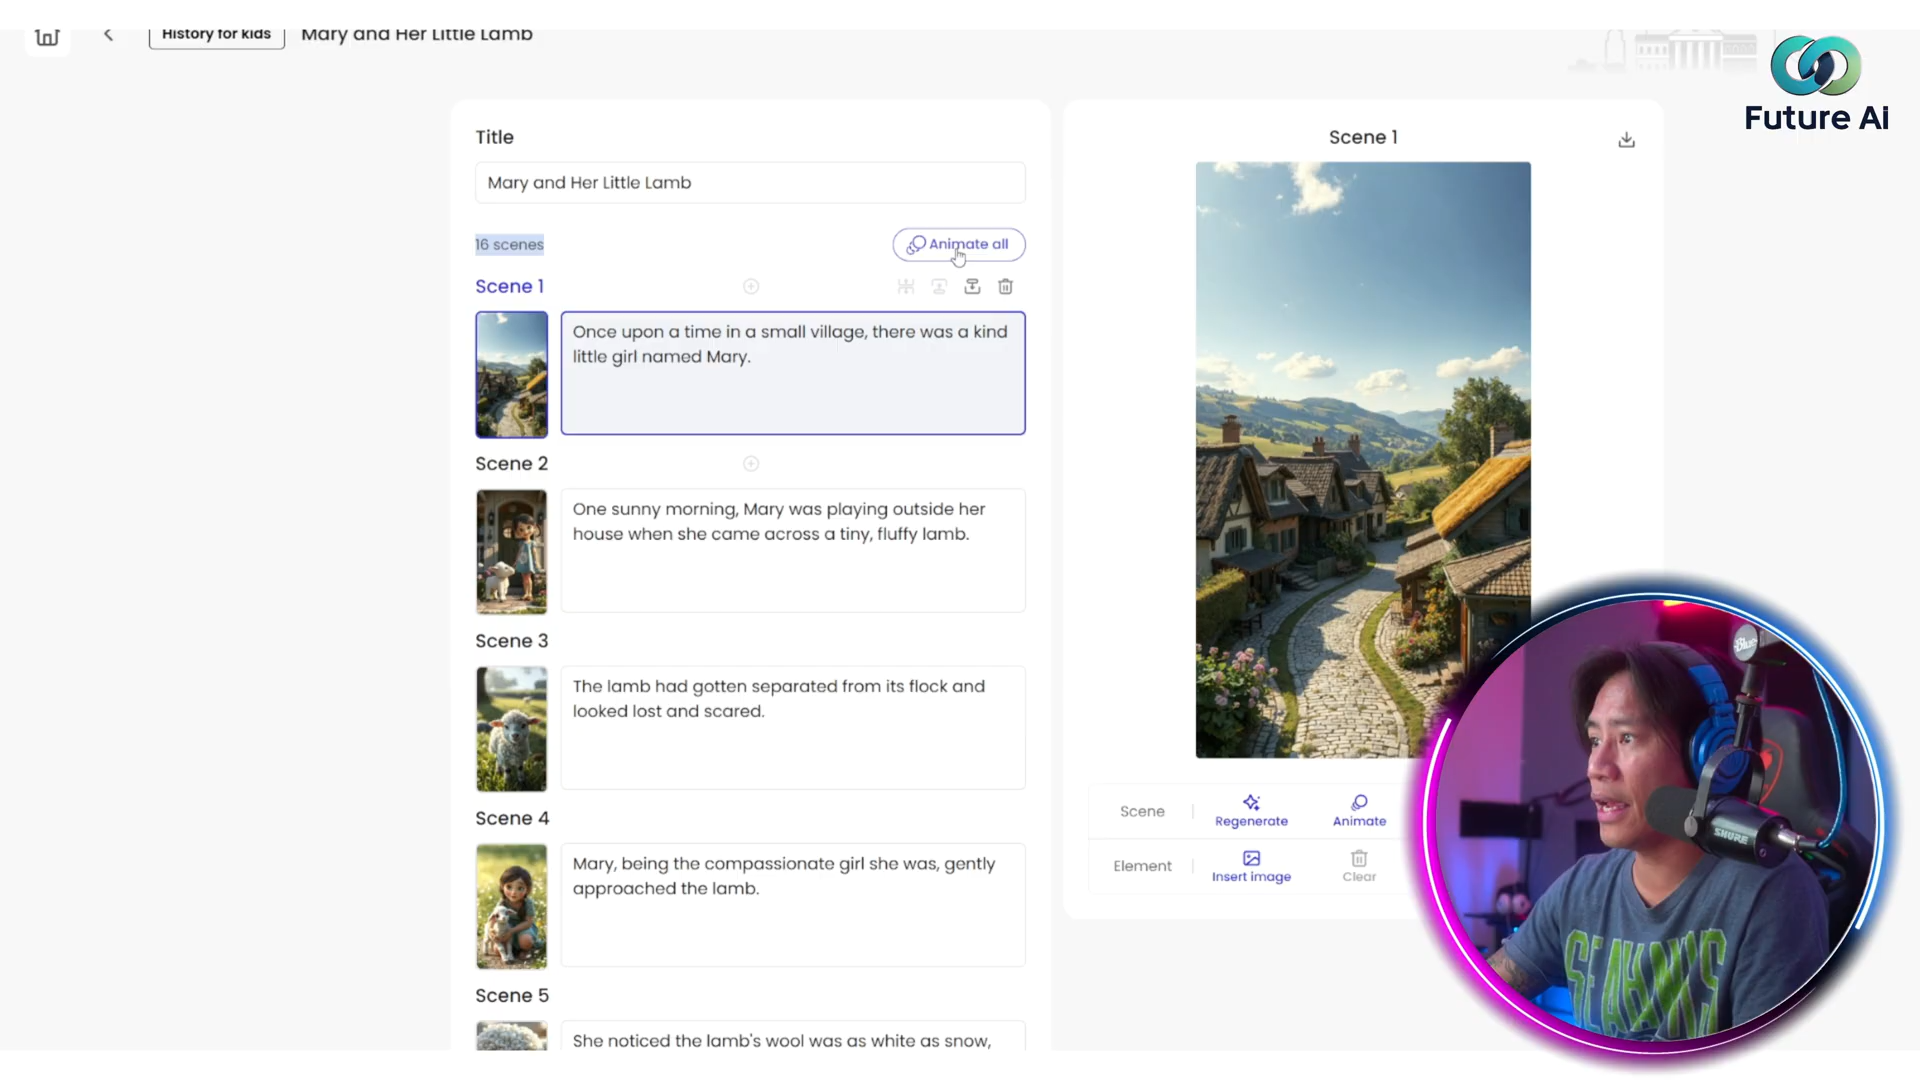 History for kids
Mary and Her Little Lamb
Future Ai
Title
Mary and Her Little Lamb
16 scenes
Animate all
Scene 1
Once upon a time in a small village, there was a kind
little girl named Mary.
Scene 2
One sunny morning, Mary was playing outside her
house when she came across a tiny, fluffy lamb.
Scene 3
The lamb had gotten separated from its flock and
looked lost and scared.
Scene 4
Mary, being the compassionate girl she was, gently
approached the lamb.
Scene 5
She noticed the lamb's wool was as white as snow,
Scene 1
Scene
Regenerate
Animate
Element
Insert image
Clear
Blue
SHURE
SEAHAWKS